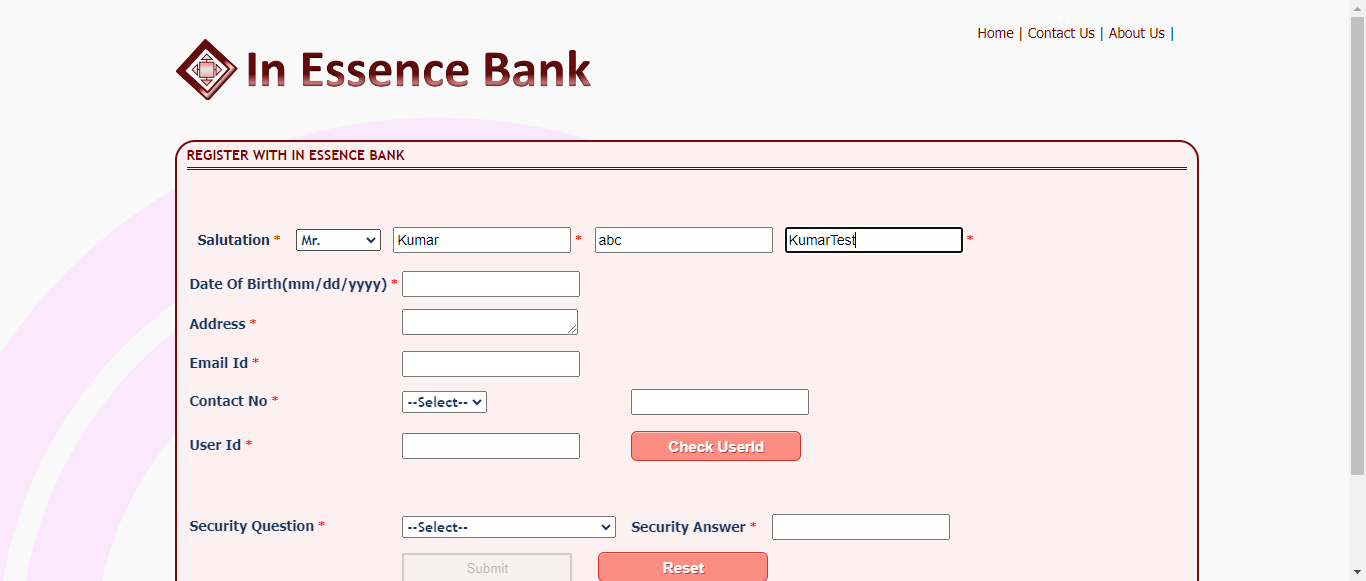 Home | Contact Us | About Us |
In Essence Bank
REGISTER WITH IN ESSENCE BANK
Salutation * Mr. Kumar * abc KumarTest *
Date Of Birth(mm/dd/yyyy) *
Address *
Email Id *
Contact No * --Select--
User Id * Check UserId
Security Question * --Select-- Security Answer *
Submit Reset